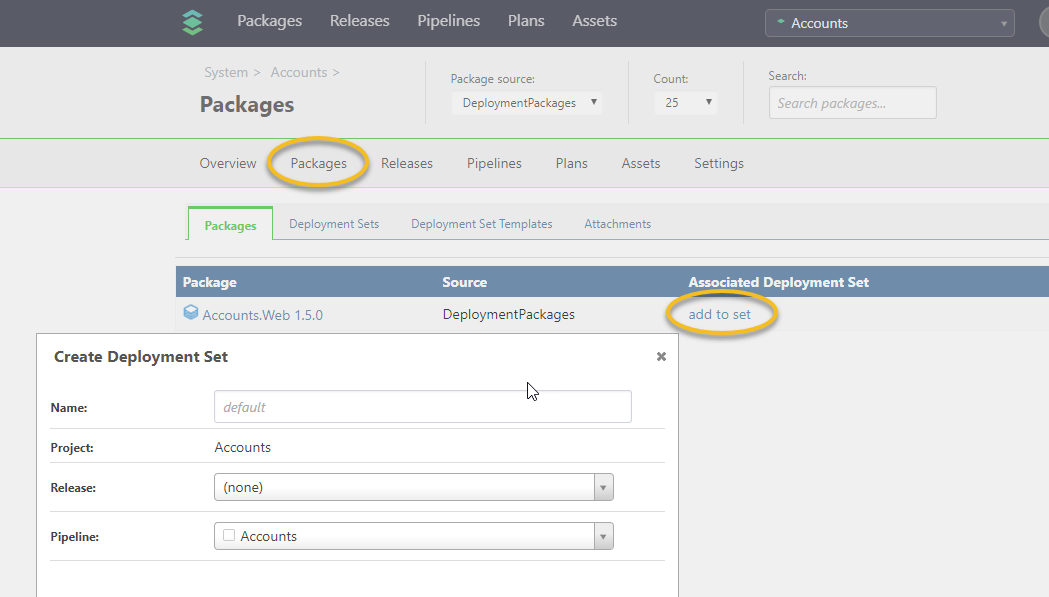 Packages Releases Pipelines Plans Assets Accounts
System > Accounts >
Packages
Package source:
DeploymentPackages
Count:
25
Search:
Search packages...
Overview Packages Releases Pipelines Plans Assets Settings
Packages Deployment Sets Deployment Set Templates Attachments
Package Source Associated Deployment Set
Accounts.Web 1.5.0 DeploymentPackages add to set
Create Deployment Set
Name: default
Project: Accounts
Release: (none)
Pipeline: Accounts